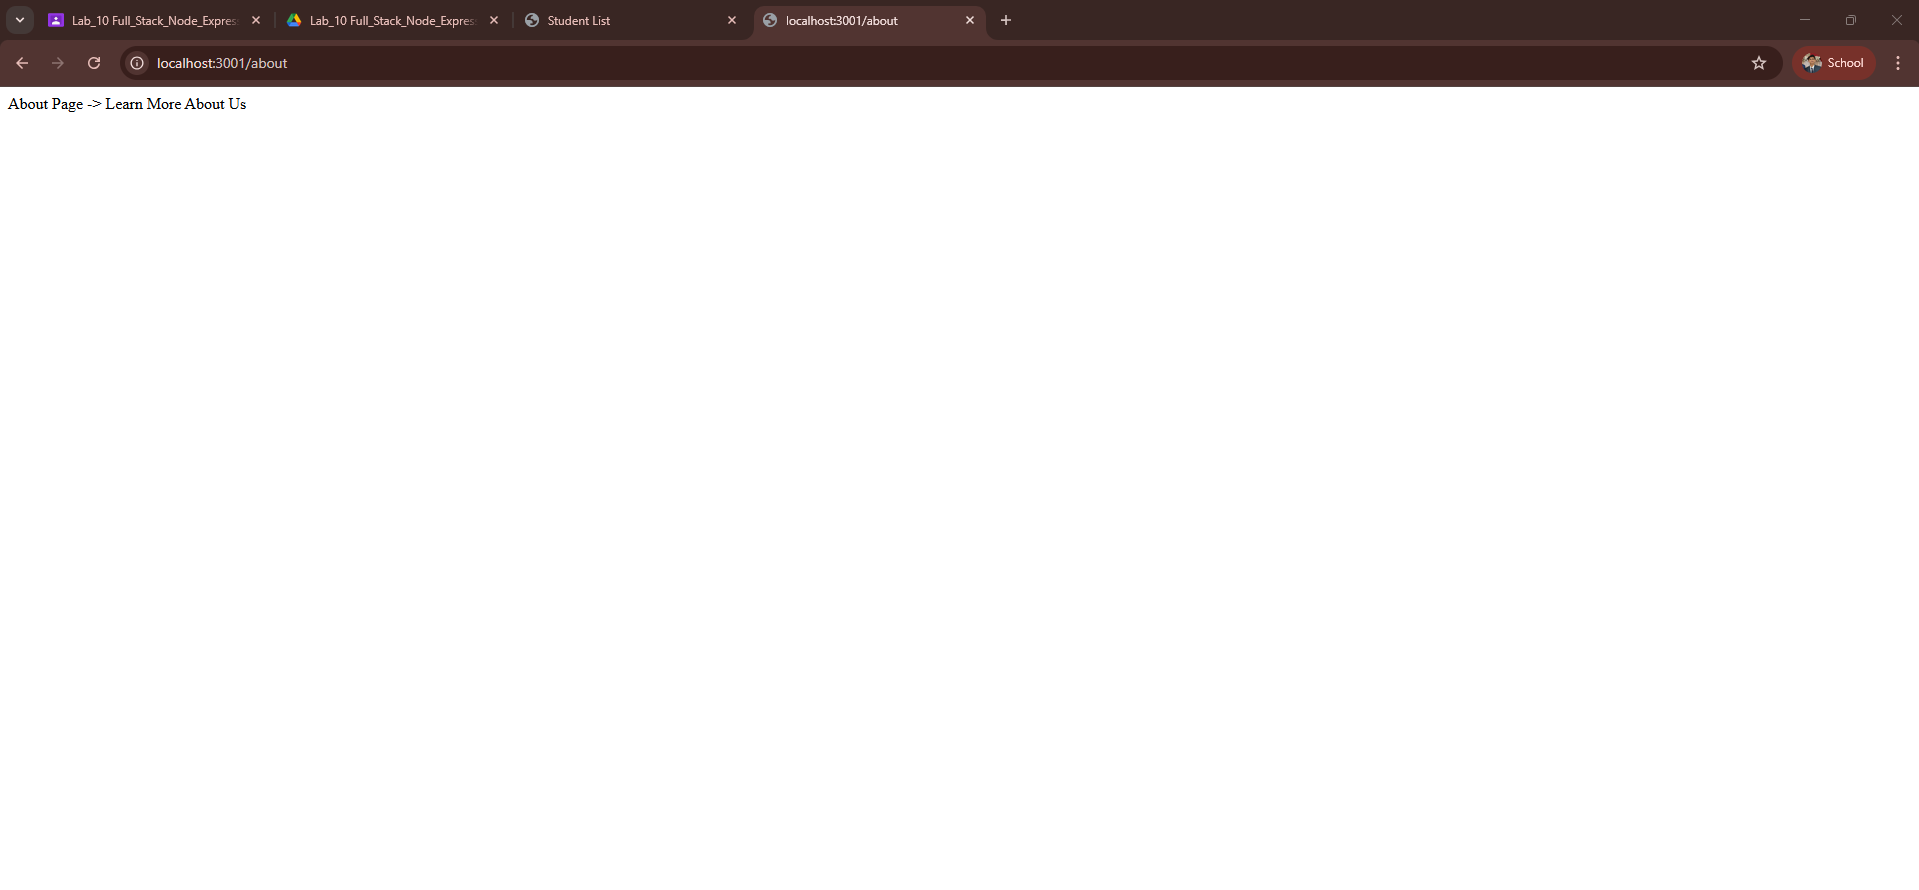 Lab_10 Full_Stack_Node_Expres
Lab_10 Full_Stack_Node_Expres
Student List
localhost:3001/about
localhost:3001/about
School
About Page -> Learn More About Us